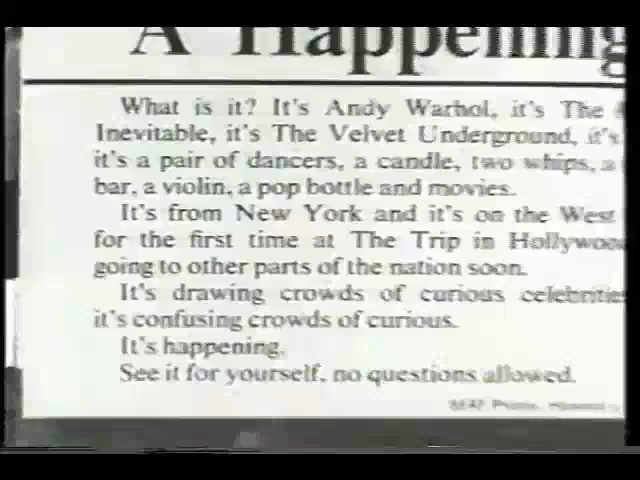 A Happening
What is it? It's Andy Warhol, it's The
Inevitable, it's The Velvet Underground, it's
it's a pair of dancers, a candle, two whips, a
bar, a violin, a pop bottle and movies.
It's from New York and it's on the West
for the first time at The Trip in Hollywood
going to other parts of the nation soon.
It's drawing crowds of curious celebrities
it's confusing crowds of curious.
It's happening.
See it for yourself, no questions allowed.